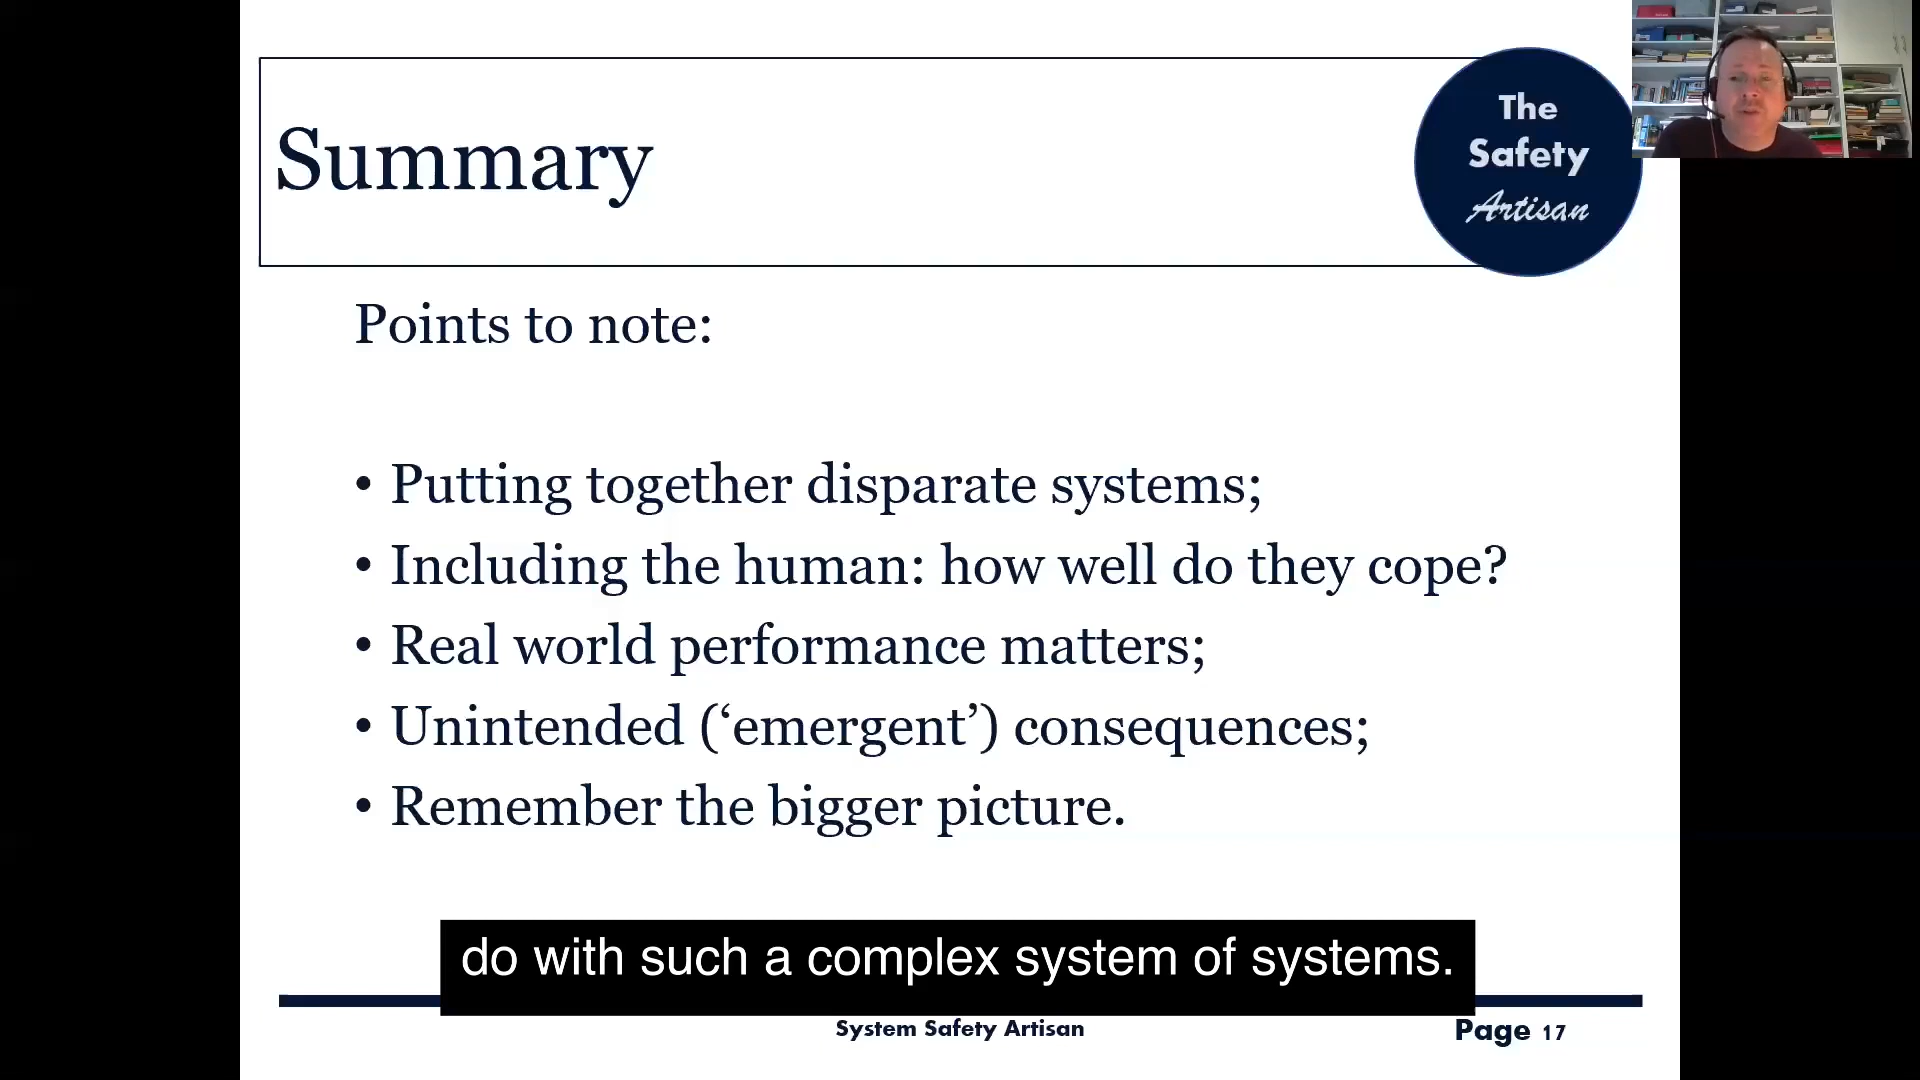 The
Safety
Artisan
Summary
Points to note:
• Putting together disparate systems;
• Including the human: how well do they cope?
• Real world performance matters;
• Unintended (‘emergent’) consequences;
• Remember the bigger picture.
do with such a complex system of systems.
System Safety Artisan
Page 17